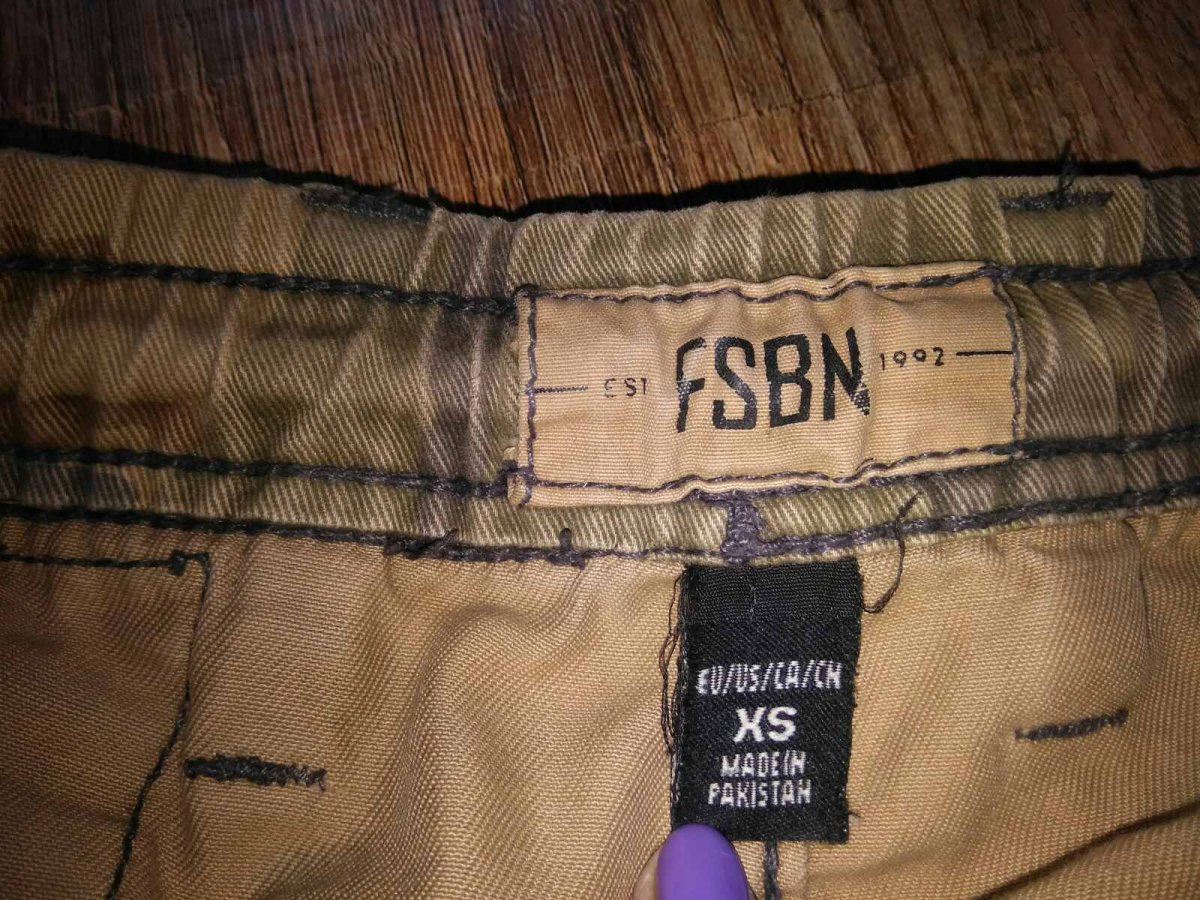 EST FSBN 1992
EU/US/CA/CH
XS
MADE IN
PAKISTAN